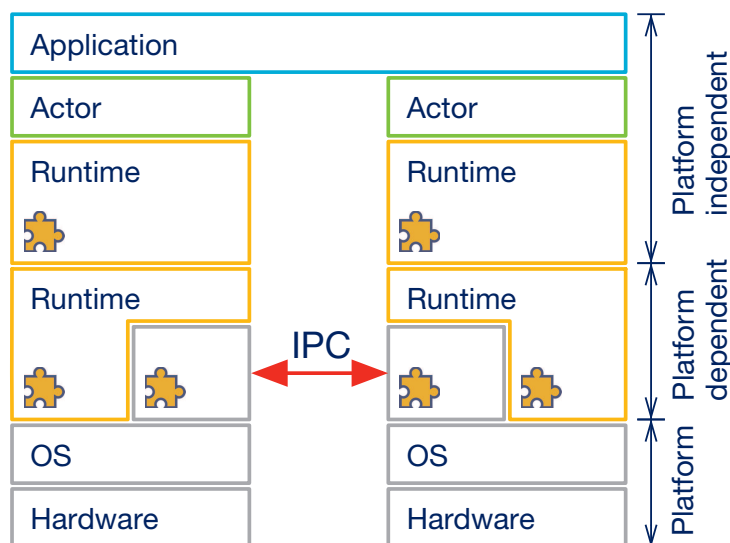 Application
Actor
Actor
Runtime
Runtime
Platform
independent
Runtime
Runtime
IPC
Platform
dependent
OS
OS
Hardware
Hardware
Platform